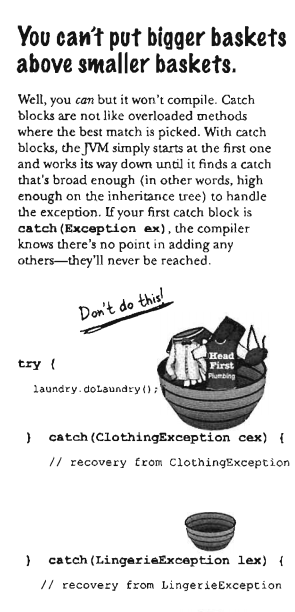 You can't put bigger baskets
above smaller baskets.
Well, you can but it won't compile. Catch
blocks are not like overloaded methods
where the best match is picked. With catch
blocks, the JVM simply starts at the first one
and works its way down until it finds a catch
that's broad enough (in other words, high
enough on the inheritance tree) to handle
the exception. If your first catch block is
catch(Exception ex), the compiler
knows there's no point in adding any
others—they'll never be reached.
Don't do this!
try {
Head
First
Plumbing
laundry.doLaundry();
} catch(ClothingException cex) {
// recovery from ClothingException
} catch(LingerieException lex) {
// recovery from LingerieException